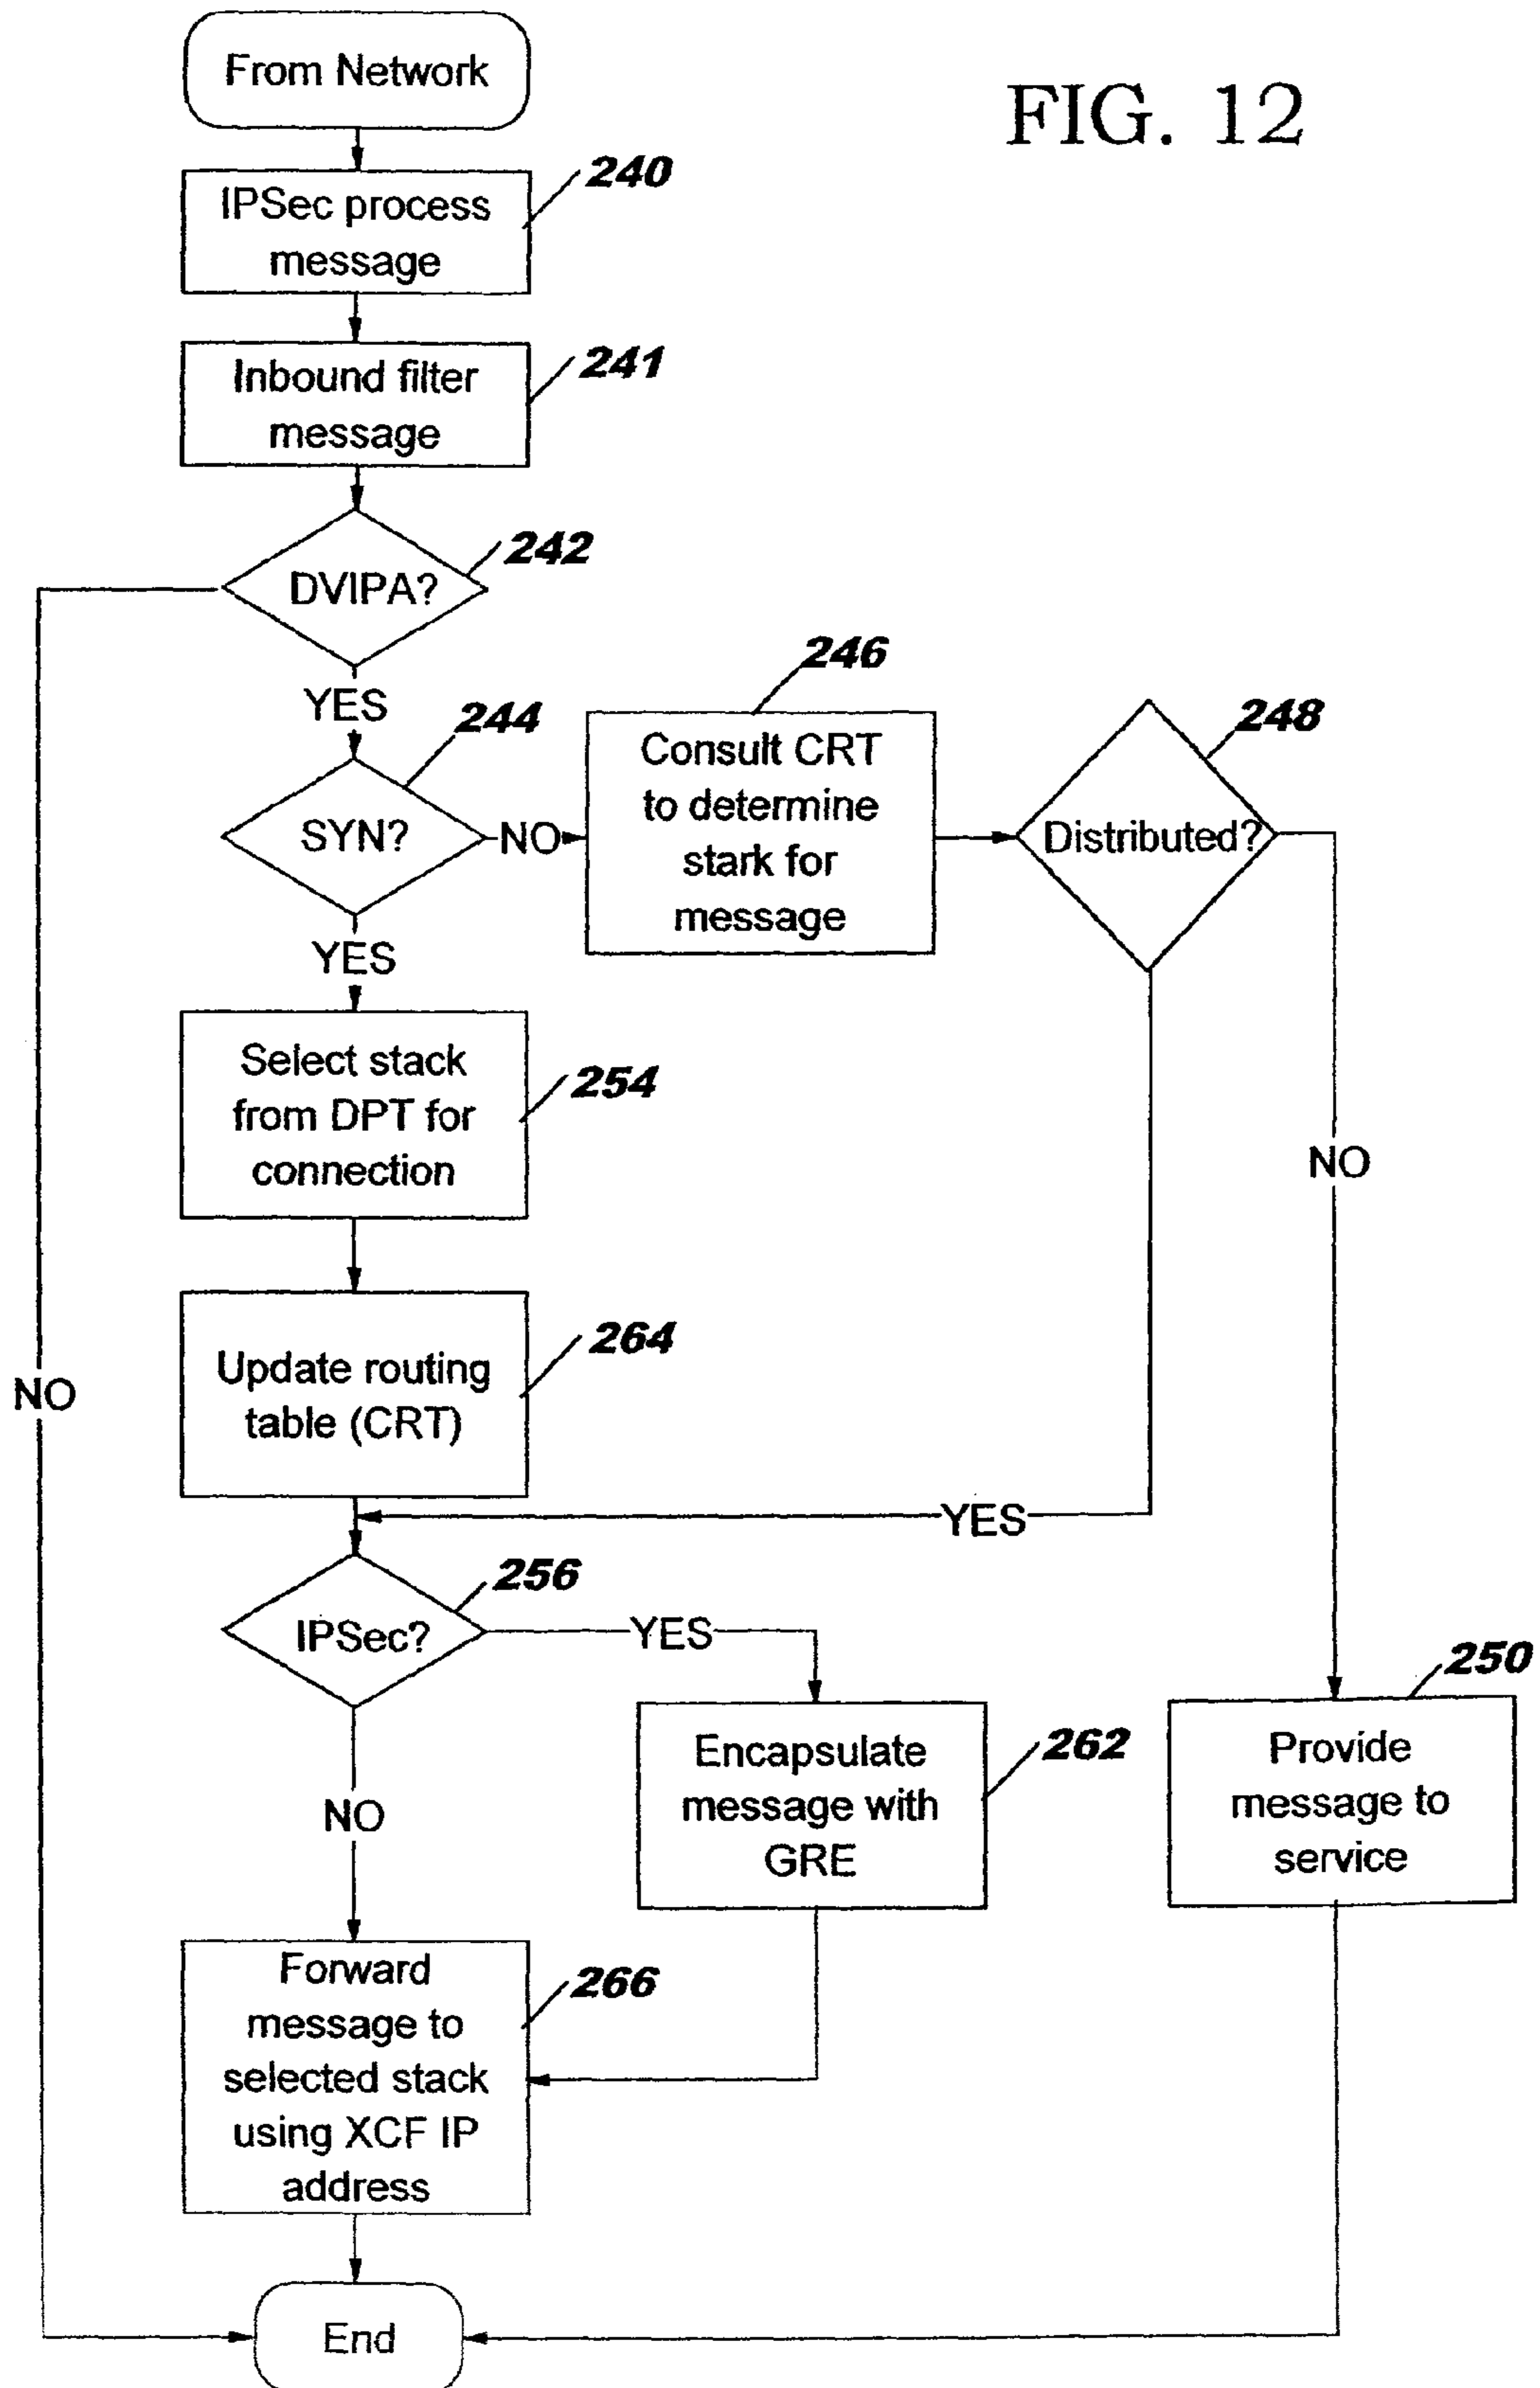 From Network
FIG. 12
240
IPSec process
message
241
Inbound filter
message
242
DVIPA?
YES
244
SYN?
NO
246
Consult CRT
to determine
stark for
message
248
Distributed?
YES
254
Select stack
from DPT for
connection
NO
264
Update routing
table (CRT)
NO
YES
256
IPSec?
YES
250
Provide
message to
service
262
Encapsulate
message with
GRE
NO
266
Forward
message to
selected stack
using XCF IP
address
End